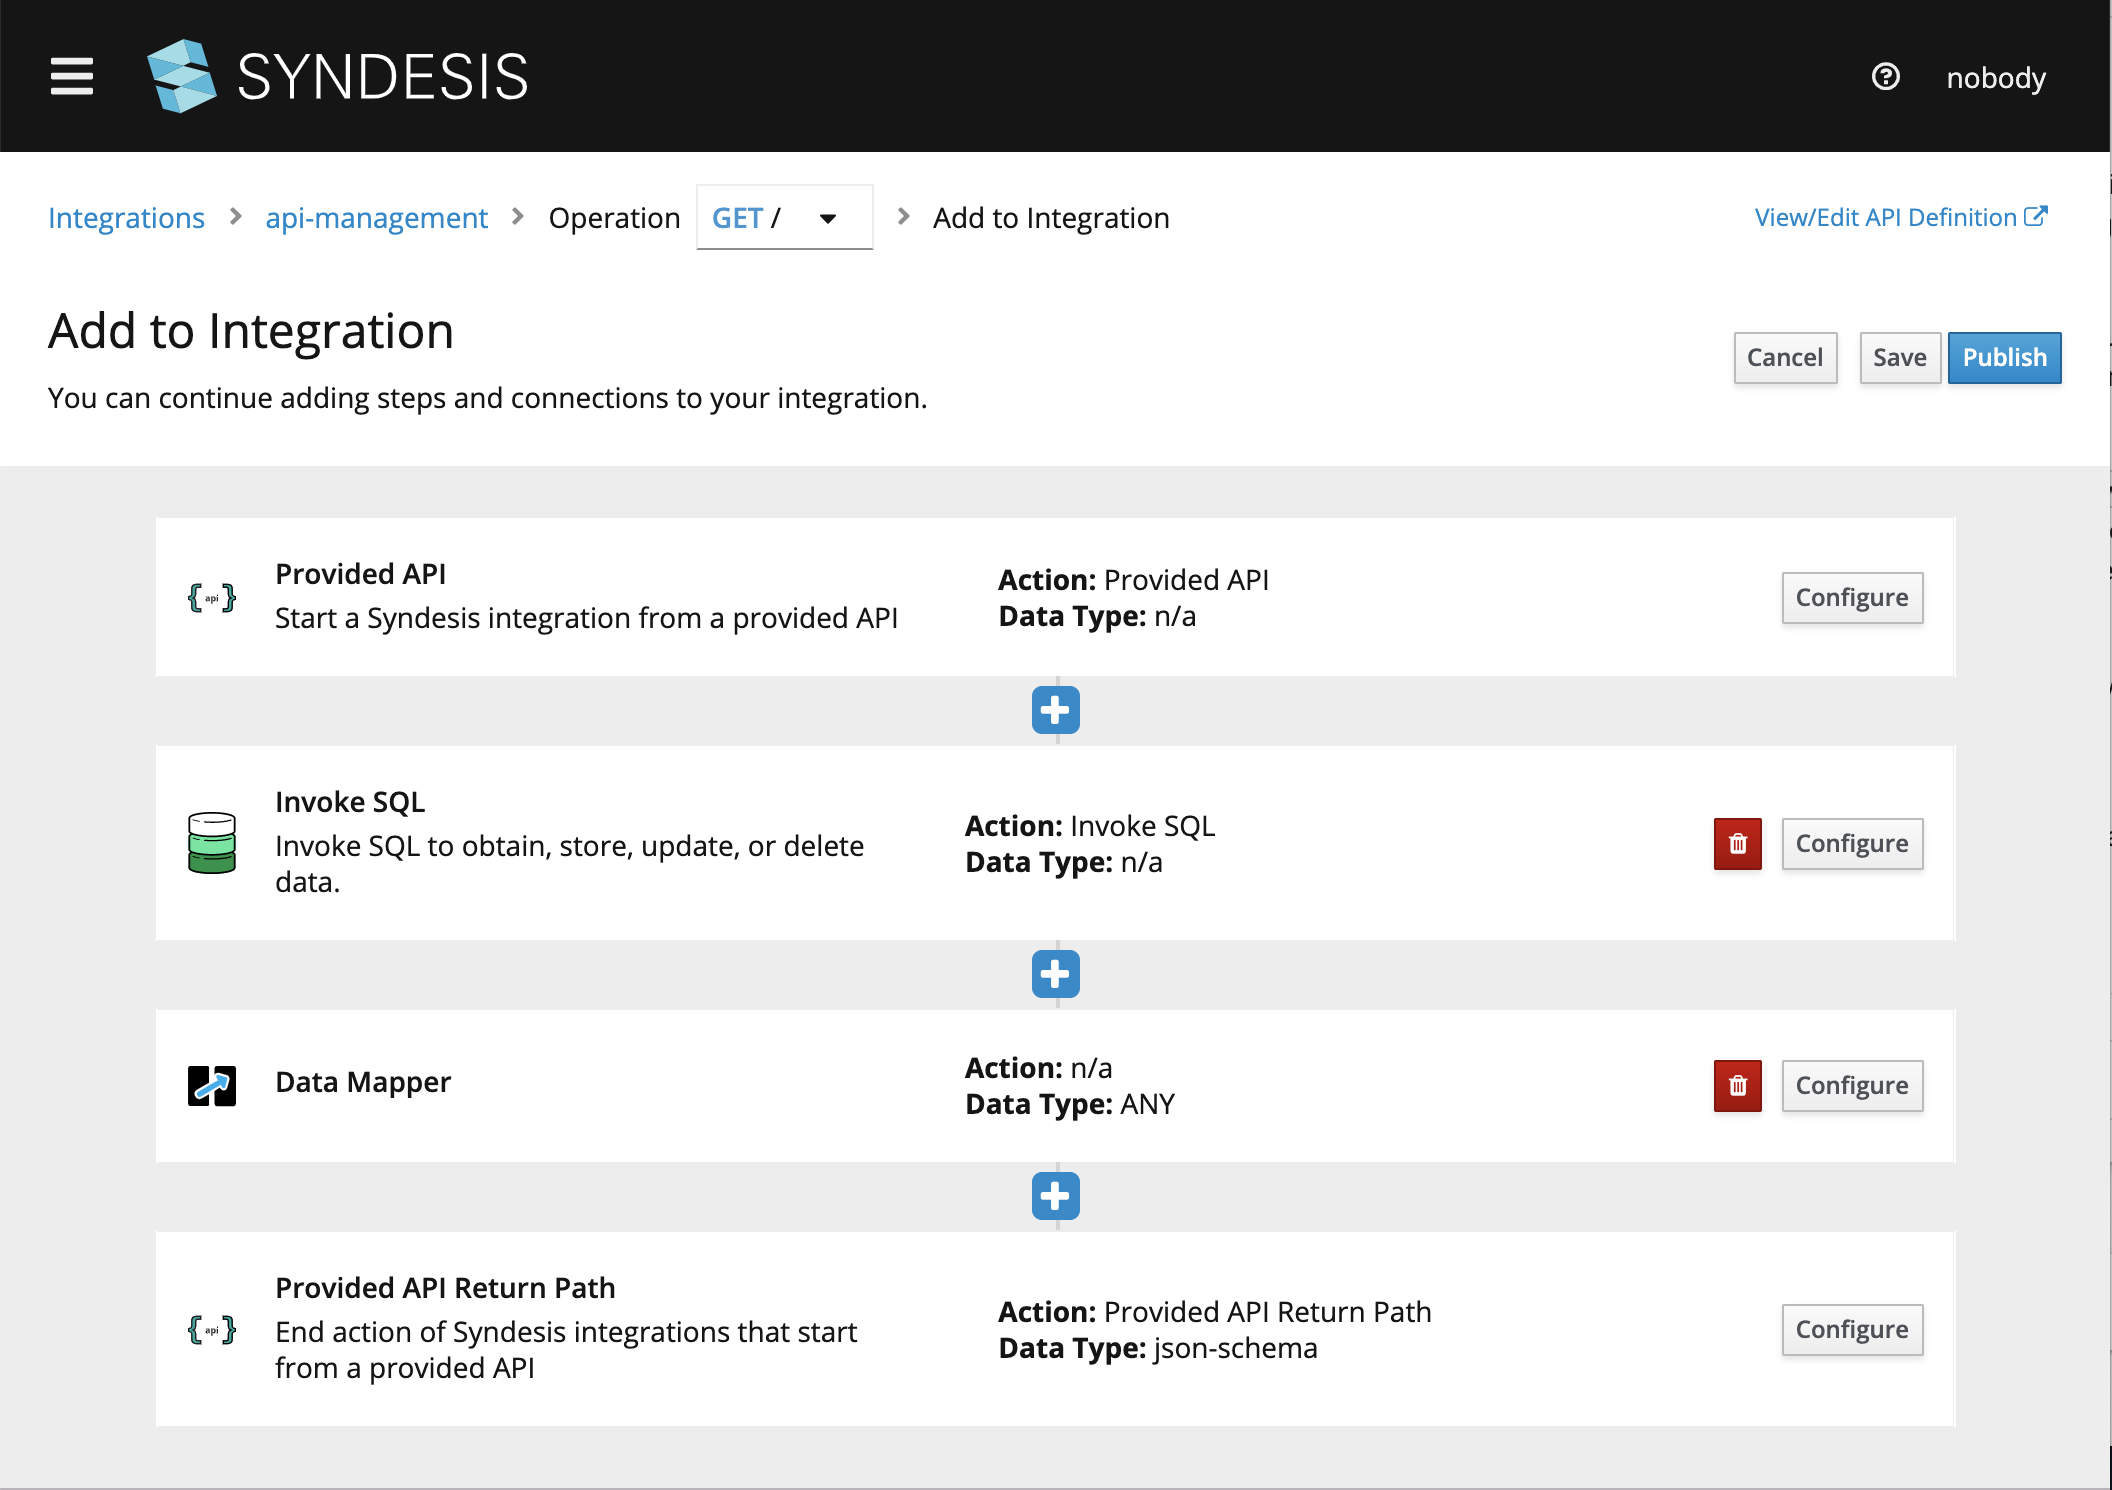 SYNDESIS
nobody
Integrations > api-management > Operation GET / > Add to Integration
View/Edit API Definition
Add to Integration
Cancel
Save
Publish
You can continue adding steps and connections to your integration.
api
Provided API
Start a Syndesis integration from a provided API
Action: Provided API
Data Type: n/a
Configure
Invoke SQL
Invoke SQL to obtain, store, update, or delete
data.
Action: Invoke SQL
Data Type: n/a
Configure
Data Mapper
Action: n/a
Data Type: ANY
Configure
api
Provided API Return Path
End action of Syndesis integrations that start
from a provided API
Action: Provided API Return Path
Data Type: json-schema
Configure